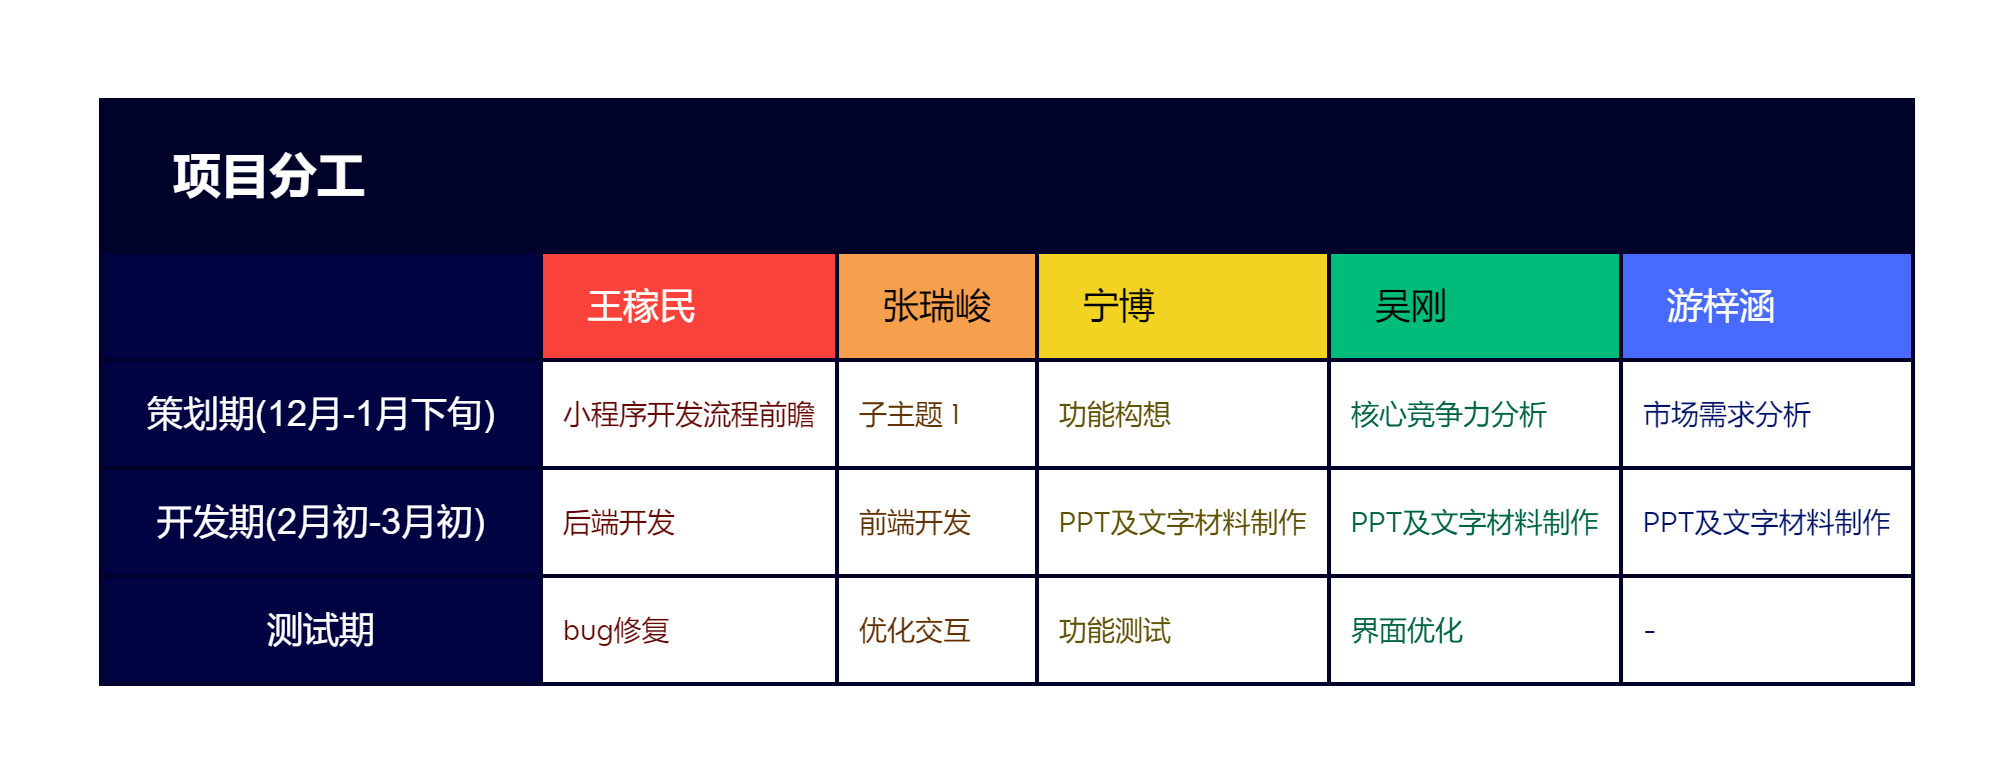 项目分工
王稼民 张瑞峻 宁博 吴刚 游梓涵
策划期(12月-1月下旬) 小程序开发流程前瞻 子主题 1 功能构想 核心竞争力分析 市场需求分析
开发期(2月初-3月初) 后端开发 前端开发 PPT及文字材料制作 PPT及文字材料制作 PPT及文字材料制作
测试期 bug修复 优化交互 功能测试 界面优化 -